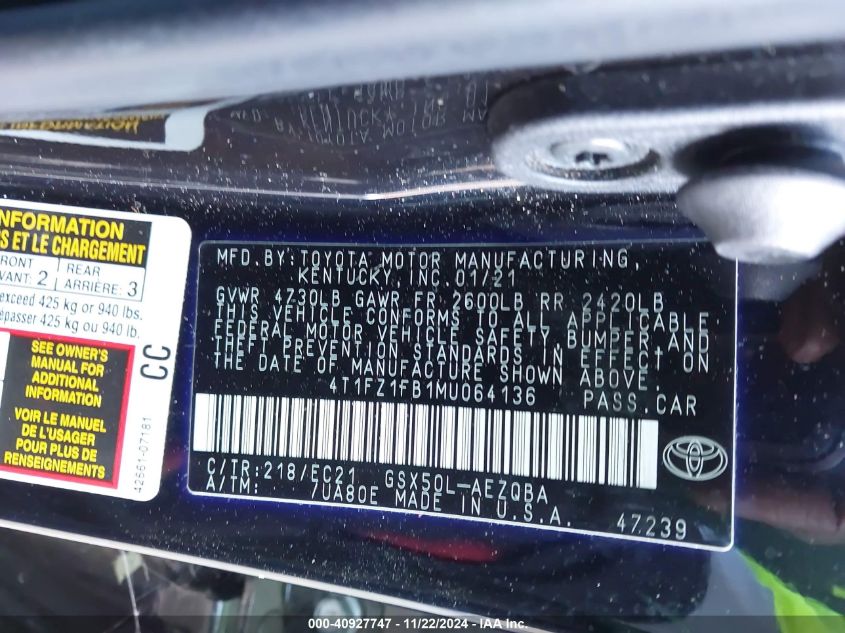 INFORMATION
S ET LE CHARGEMENT
FRONT
VANT: 2
REAR
ARRIÈRE: 3
exceed 425 kg or 940 lbs.
épasser 425 kg ou 940 lb.
SEE OWNER'S
MANUAL FOR
ADDITIONAL
INFORMATION
VOIR LE MANUEL
DE L'USAGER
POUR PLUS DE
RENSEIGNEMENTS
CC
42661-07181
MFD.BY:TOYOTA MOTOR MANUFACTURING,
KENTUCKY, INC. 01/21
GVWR 4730LB GAWR FR 2600LB RR 2420LB
THIS VEHICLE CONFORMS TO ALL APPLICABLE
FEDERAL MOTOR VEHICLE SAFETY, BUMPER AND
THEFT PREVENTION STANDARDS IN EFFECT ON
THE DATE OF MANUFACTURE SHOWN ABOVE.
4T1FZ1FB1MU064136 PASS.CAR
C/TR:218/EC21 GSX50L-AEZQBA
A/TM: 7UA80E MADE IN U.S.A. 47239
000-40927747 - 11/22/2024 - IAA Inc.